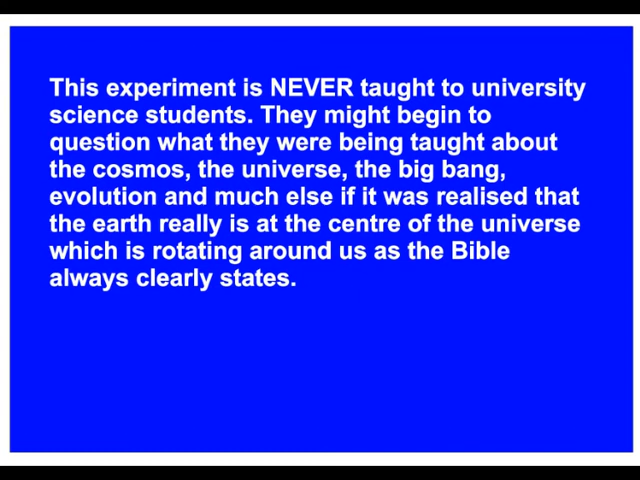 This experiment is NEVER taught to university
science students. They might begin to
question what they were being taught about
the cosmos, the universe, the big bang,
evolution and much else if it was realised that
the earth really is at the centre of the universe
which is rotating around us as the Bible
always clearly states.